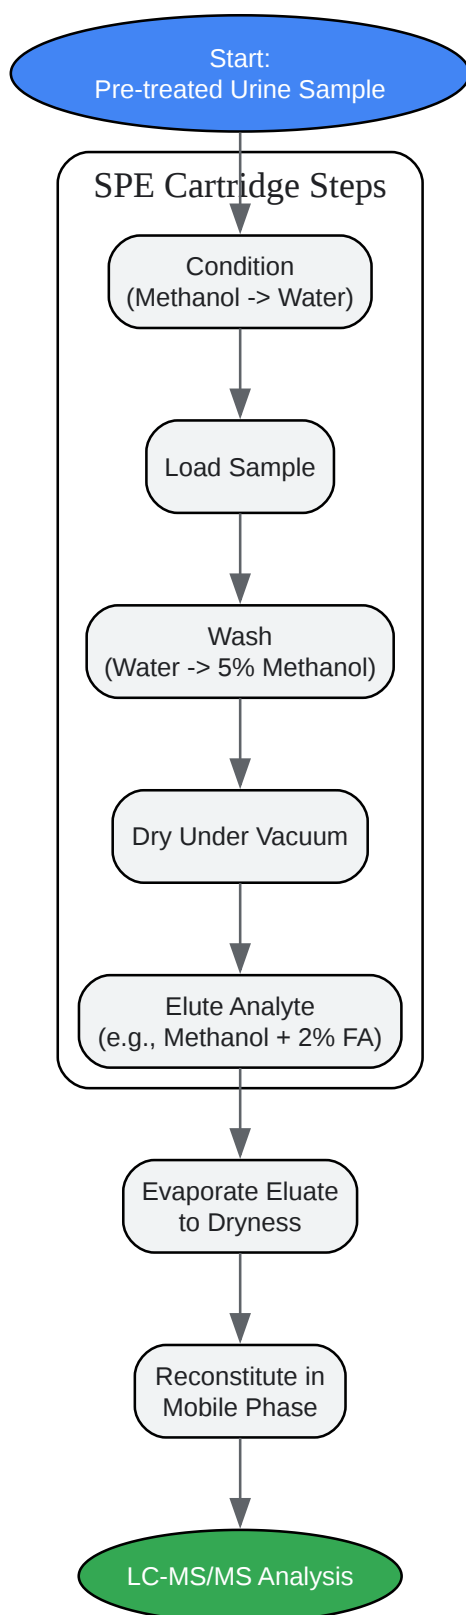 Start:
Pre-treated Urine Sample
SPE Cartridge Steps
Condition
(Methanol -> Water)
Load Sample
Wash
(Water -> 5% Methanol)
Dry Under Vacuum
Elute Analyte
(e.g., Methanol + 2% FA)
Evaporate Eluate
to Dryness
Reconstitute in
Mobile Phase
LC-MS/MS Analysis